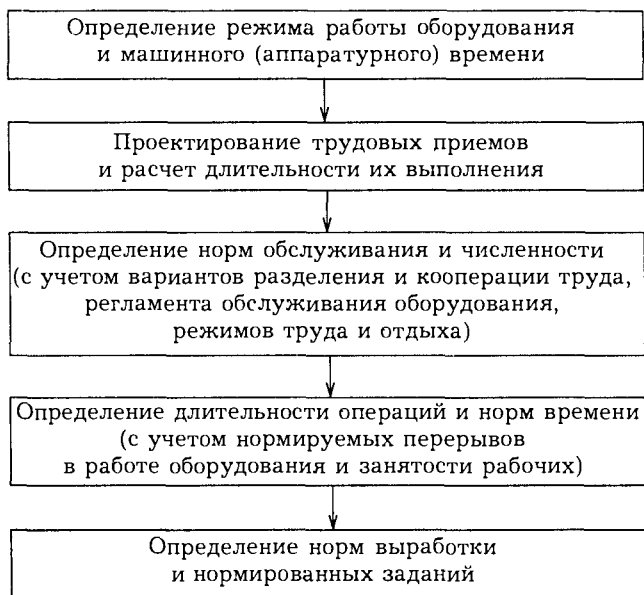 Определение режима работы оборудования
и машинного (аппаратурного) времени
Проектирование трудовых приемов
и расчет длительности их выполнения
Определение норм обслуживания и численности
(с учетом вариантов разделения и кооперации труда,
регламента обслуживания оборудования,
режимов труда и отдыха)
Определение длительности операций и норм времени
(с учетом нормируемых перерывов
в работе оборудования и занятости рабочих)
Определение норм выработки
и нормированных заданий